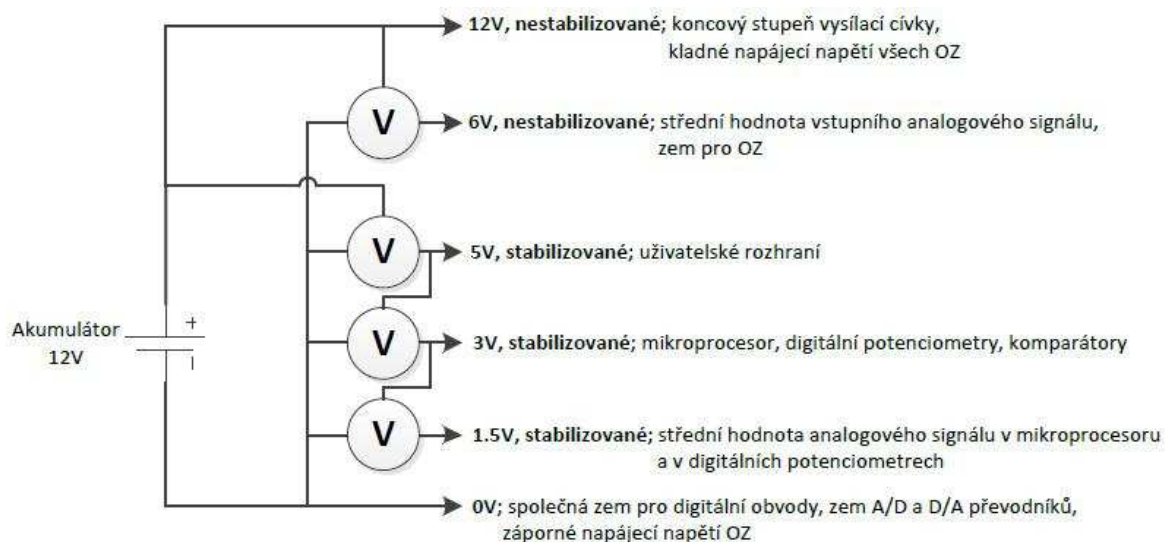 12V, nestabilizované; koncový stupeň vysílací cívky,
kladné napájecí napětí všech OZ
V
6V, nestabilizované; střední hodnota vstupního analogového signálu,
zem pro OZ
V
5V, stabilizované; uživatelské rozhraní
Akumulátor
12V
+
V
3V, stabilizované; mikroprocesor, digitální potenciometry, komparátory
V
1.5V, stabilizované; střední hodnota analogového signálu v mikroprocesoru
a v digitálních potenciometrech
0V; společná zem pro digitální obvody, zem A/D a D/A převodníků,
záporné napájecí napětí OZ